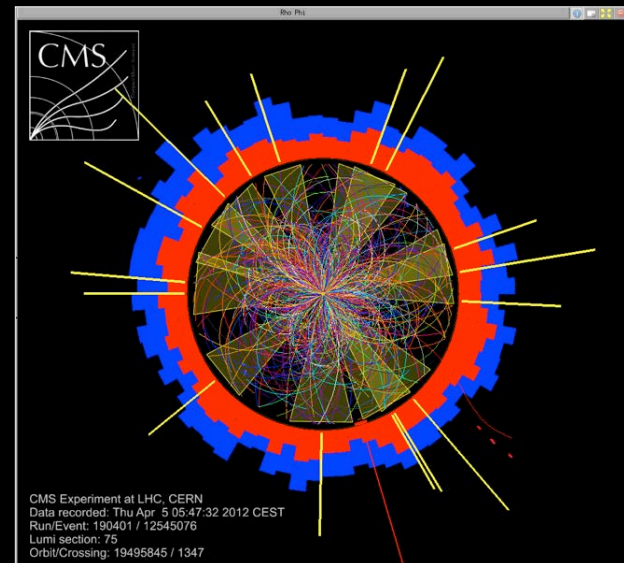 Rho Phi
CMS
CMS Experiment at LHC, CERN
Data recorded: Thu Apr 5 05:47:32 2012 CEST
Run/Event: 190401 / 12545076
Lumi section: 75
Orbit/Crossing: 19495845 / 1347